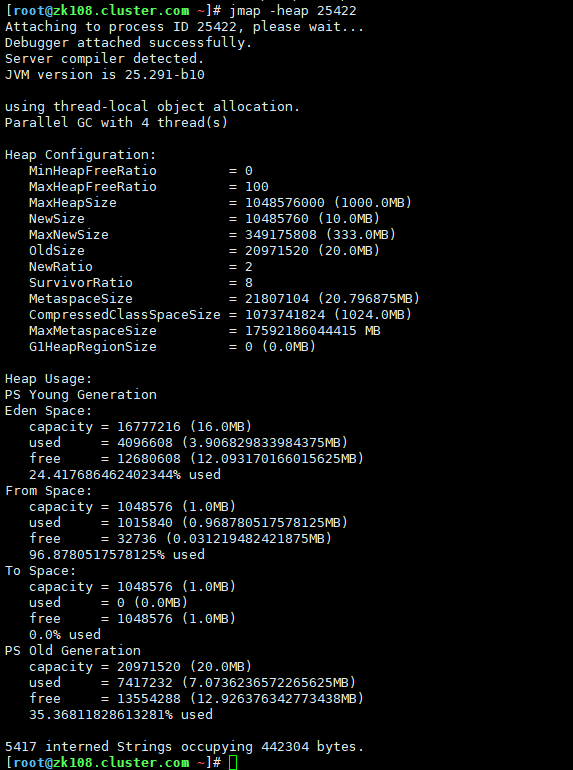 [root@zk108.cluster.com ~]# jmap -heap 25422
Attaching to process ID 25422, please wait...
Debugger attached successfully.
Server compiler detected.
JVM version is 25.291-b10

using thread-local object allocation.
Parallel GC with 4 thread(s)

Heap Configuration:
   MinHeapFreeRatio         = 0
   MaxHeapFreeRatio         = 100
   MaxHeapSize              = 1048576000 (1000.0MB)
   NewSize                  = 10485760 (10.0MB)
   MaxNewSize               = 349175808 (333.0MB)
   OldSize                  = 20971520 (20.0MB)
   NewRatio                 = 2
   SurvivorRatio            = 8
   MetaspaceSize            = 21807104 (20.796875MB)
   CompressedClassSpaceSize = 1073741824 (1024.0MB)
   MaxMetaspaceSize         = 17592186044415 MB
   G1HeapRegionSize         = 0 (0.0MB)

Heap Usage:
PS Young Generation
Eden Space:
   capacity = 16777216 (16.0MB)
   used     = 4096608 (3.906829833984375MB)
   free     = 12680608 (12.093170166015625MB)
   24.417686462402344% used
From Space:
   capacity = 1048576 (1.0MB)
   used     = 1015840 (0.968780517578125MB)
   free     = 32736 (0.031219482421875MB)
   96.8780517578125% used
To Space:
   capacity = 1048576 (1.0MB)
   used     = 0 (0.0MB)
   free     = 1048576 (1.0MB)
   0.0% used
PS Old Generation
   capacity = 20971520 (20.0MB)
   used     = 7417232 (7.0736236572265625MB)
   free     = 13554288 (12.926376342773438MB)
   35.36811828613281% used

5417 interned Strings occupying 442304 bytes.
[root@zk108.cluster.com ~]#